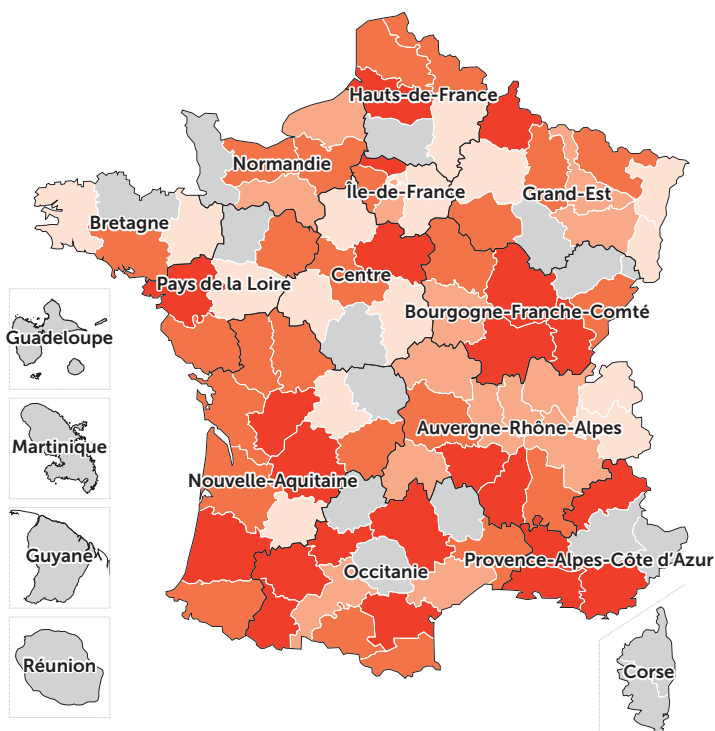 Hauts-de-France
Normandie
Île-de-France
Grand-Est
Bretagne
Pays de la Loire
Centre
Bourgogne-Franche-Comté
Guadeloupe
Auvergne-Rhône-Alpes
Martinique
Nouvelle-Aquitaine
Guyane
Occitanie
Provence-Alpes-Côte d'Azur
Réunion
Corse